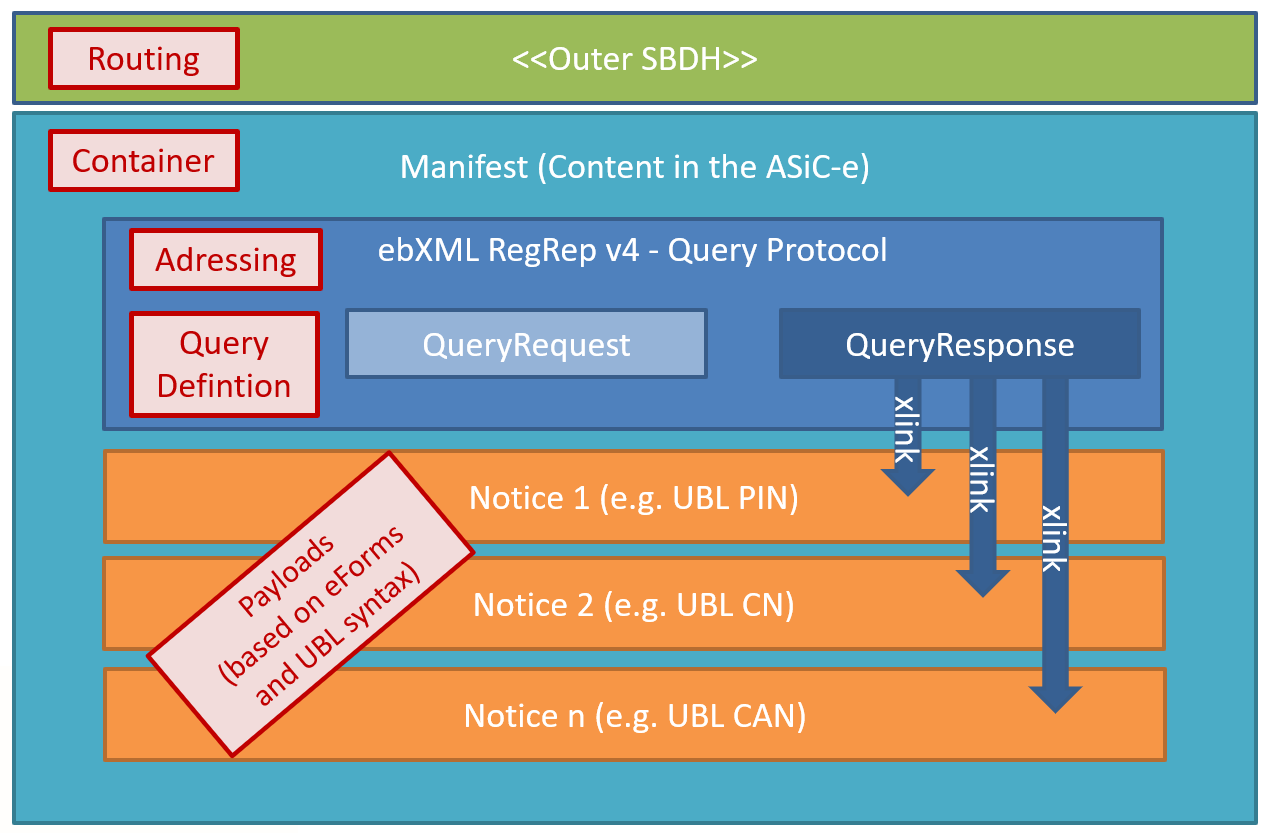 Routing
<<Outer SBDH>>
Container
Manifest (Content in the ASiC-e)
Adressing
ebXML RegRep v4 - Query Protocol
Query
Defintion
QueryRequest
QueryResponse
xlink
xlink
xlink
Notice 1 (e.g. UBL PIN)
Payloads
(based on eForms
and UBL syntax)
Notice 2 (e.g. UBL CN)
Notice n (e.g. UBL CAN)